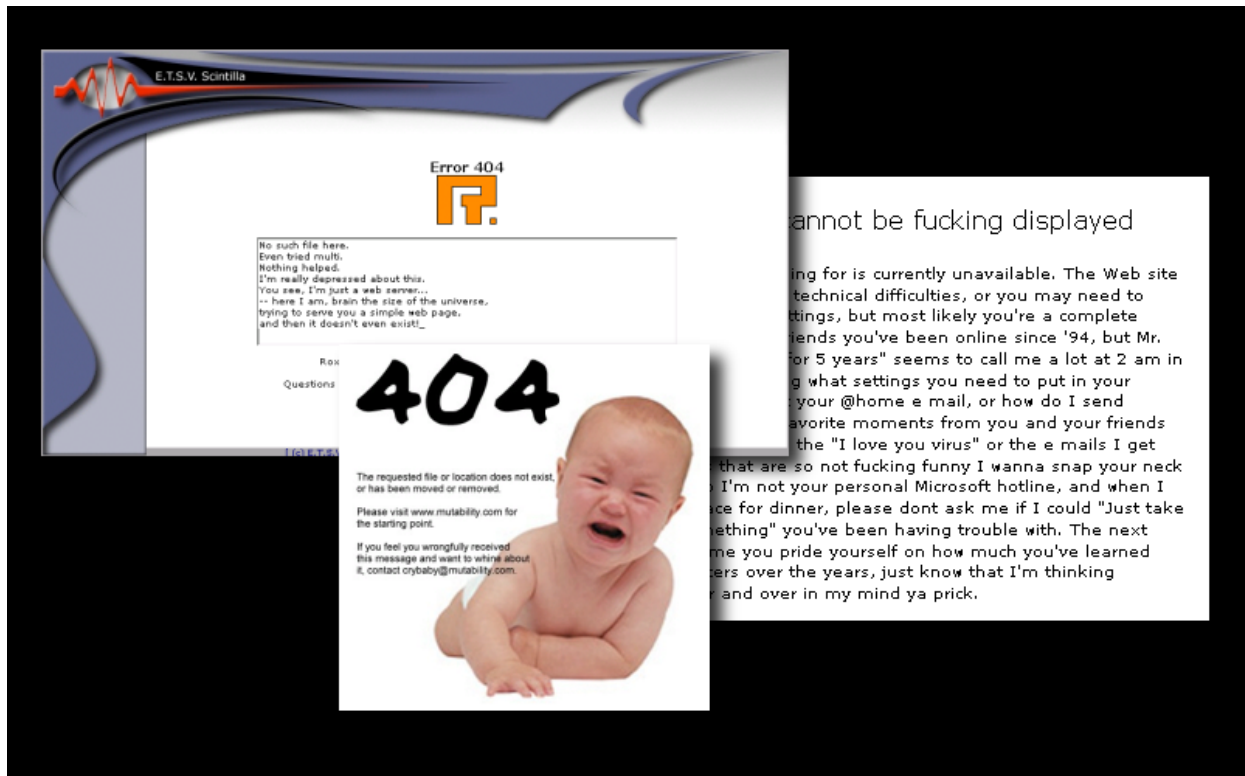 E.T.S.V. Scintilla
Error 404
No such file here.
Even tried multi.
Nothing helped.
I'm really depressed about this.
You see, I'm just a web server...
-- here I am, brain the size of the universe,
trying to serve you a simple web page,
and then it doesn't even exist!_
Rox
Questions
[ (c) E.T.S.V
404
The requested file or location does not exist,
or has been moved or removed.
Please visit www.mutability.com for
the starting point.
If you feel you wrongfully received
this message and want to whine about
it, contact crybaby@mutability.com.
cannot be fucking displayed
ing for is currently unavailable. The Web site
technical difficulties, or you may need to
ttings, but most likely you're a complete
iends you've been online since '94, but Mr.
for 5 years" seems to call me a lot at 2 am in
g what settings you need to put in your
your @home e mail, or how do I send
avorite moments from you and your friends
the "I love you virus" or the e mails I get
that are so not fucking funny I wanna snap your neck
I'm not your personal Microsoft hotline, and when I
ace for dinner, please dont ask me if I could "Just take
mething" you've been having trouble with. The next
me you pride yourself on how much you've learned
ters over the years, just know that I'm thinking
r and over in my mind ya prick.